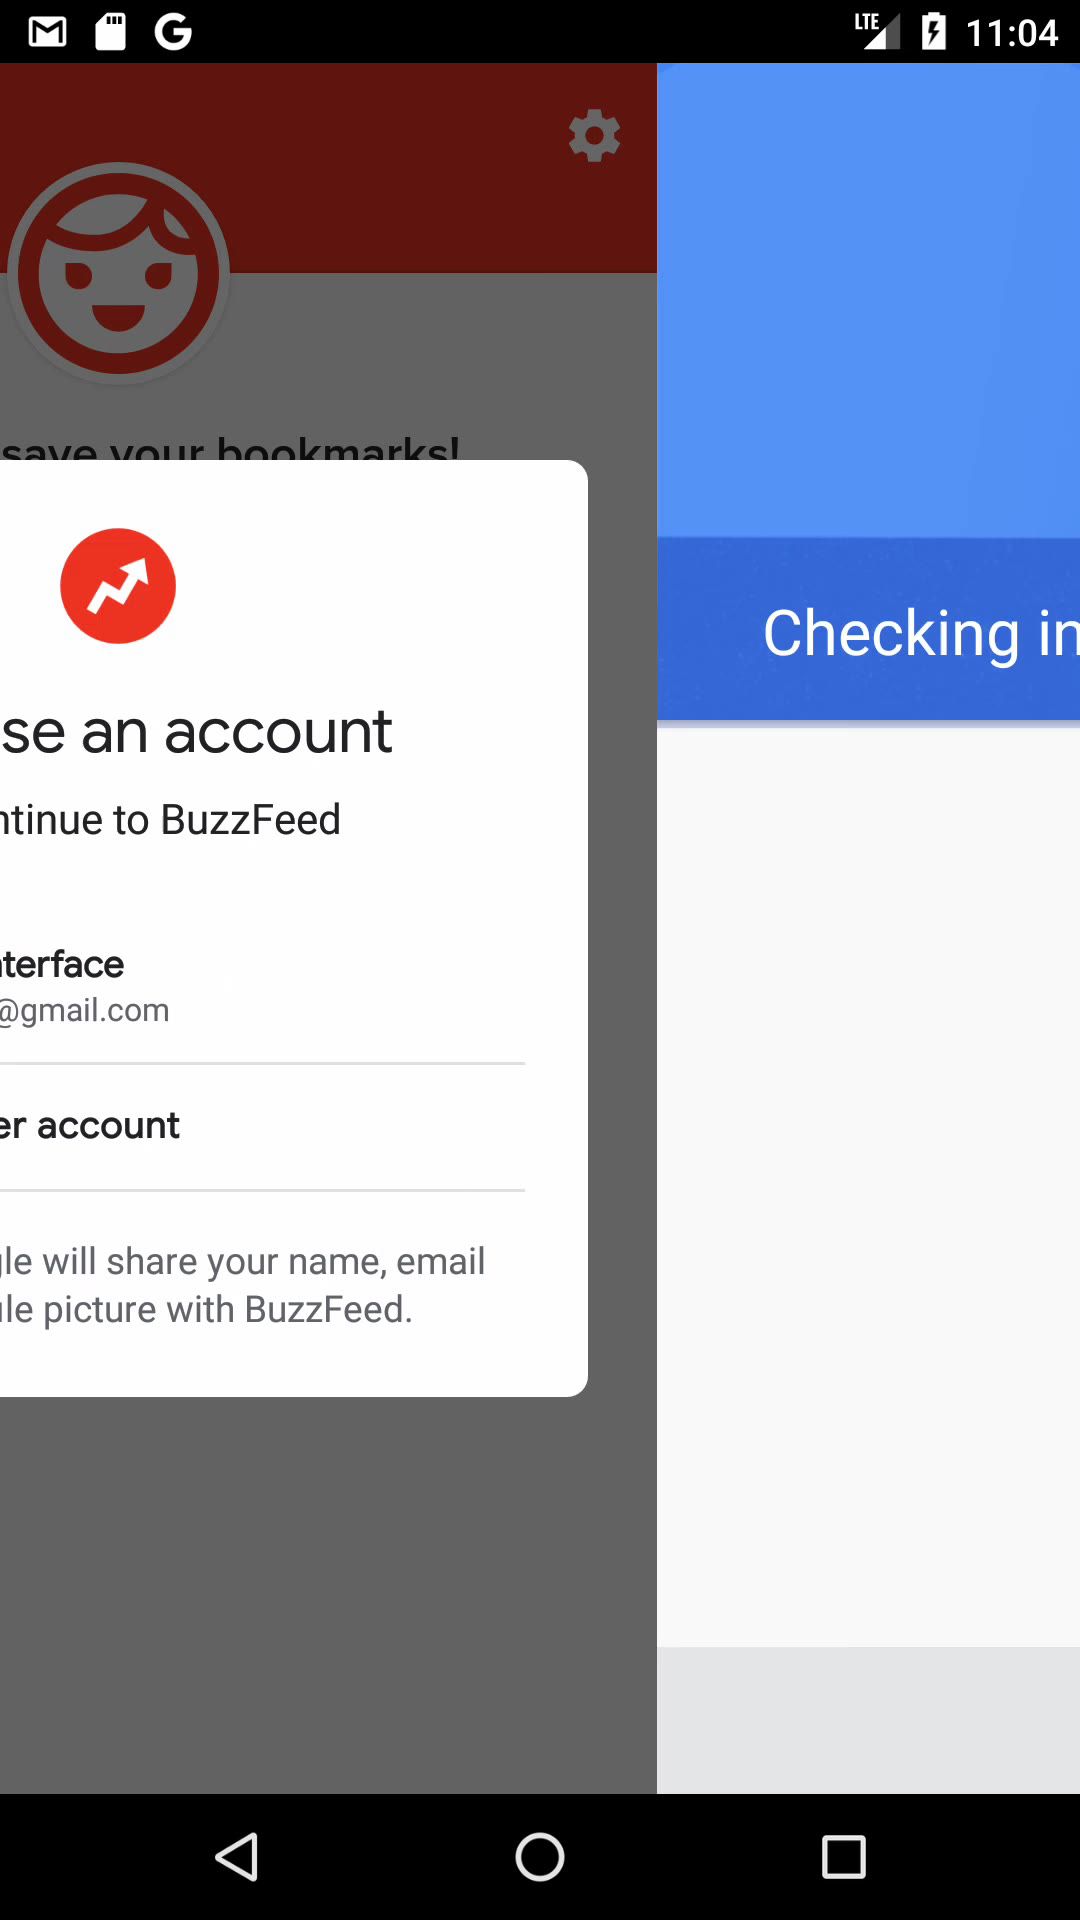 LTE 11:04
save your bookmarks!
Checking in
se an account
ntinue to BuzzFeed
nterface
@gmail.com
er account
gle will share your name, email
ile picture with BuzzFeed.